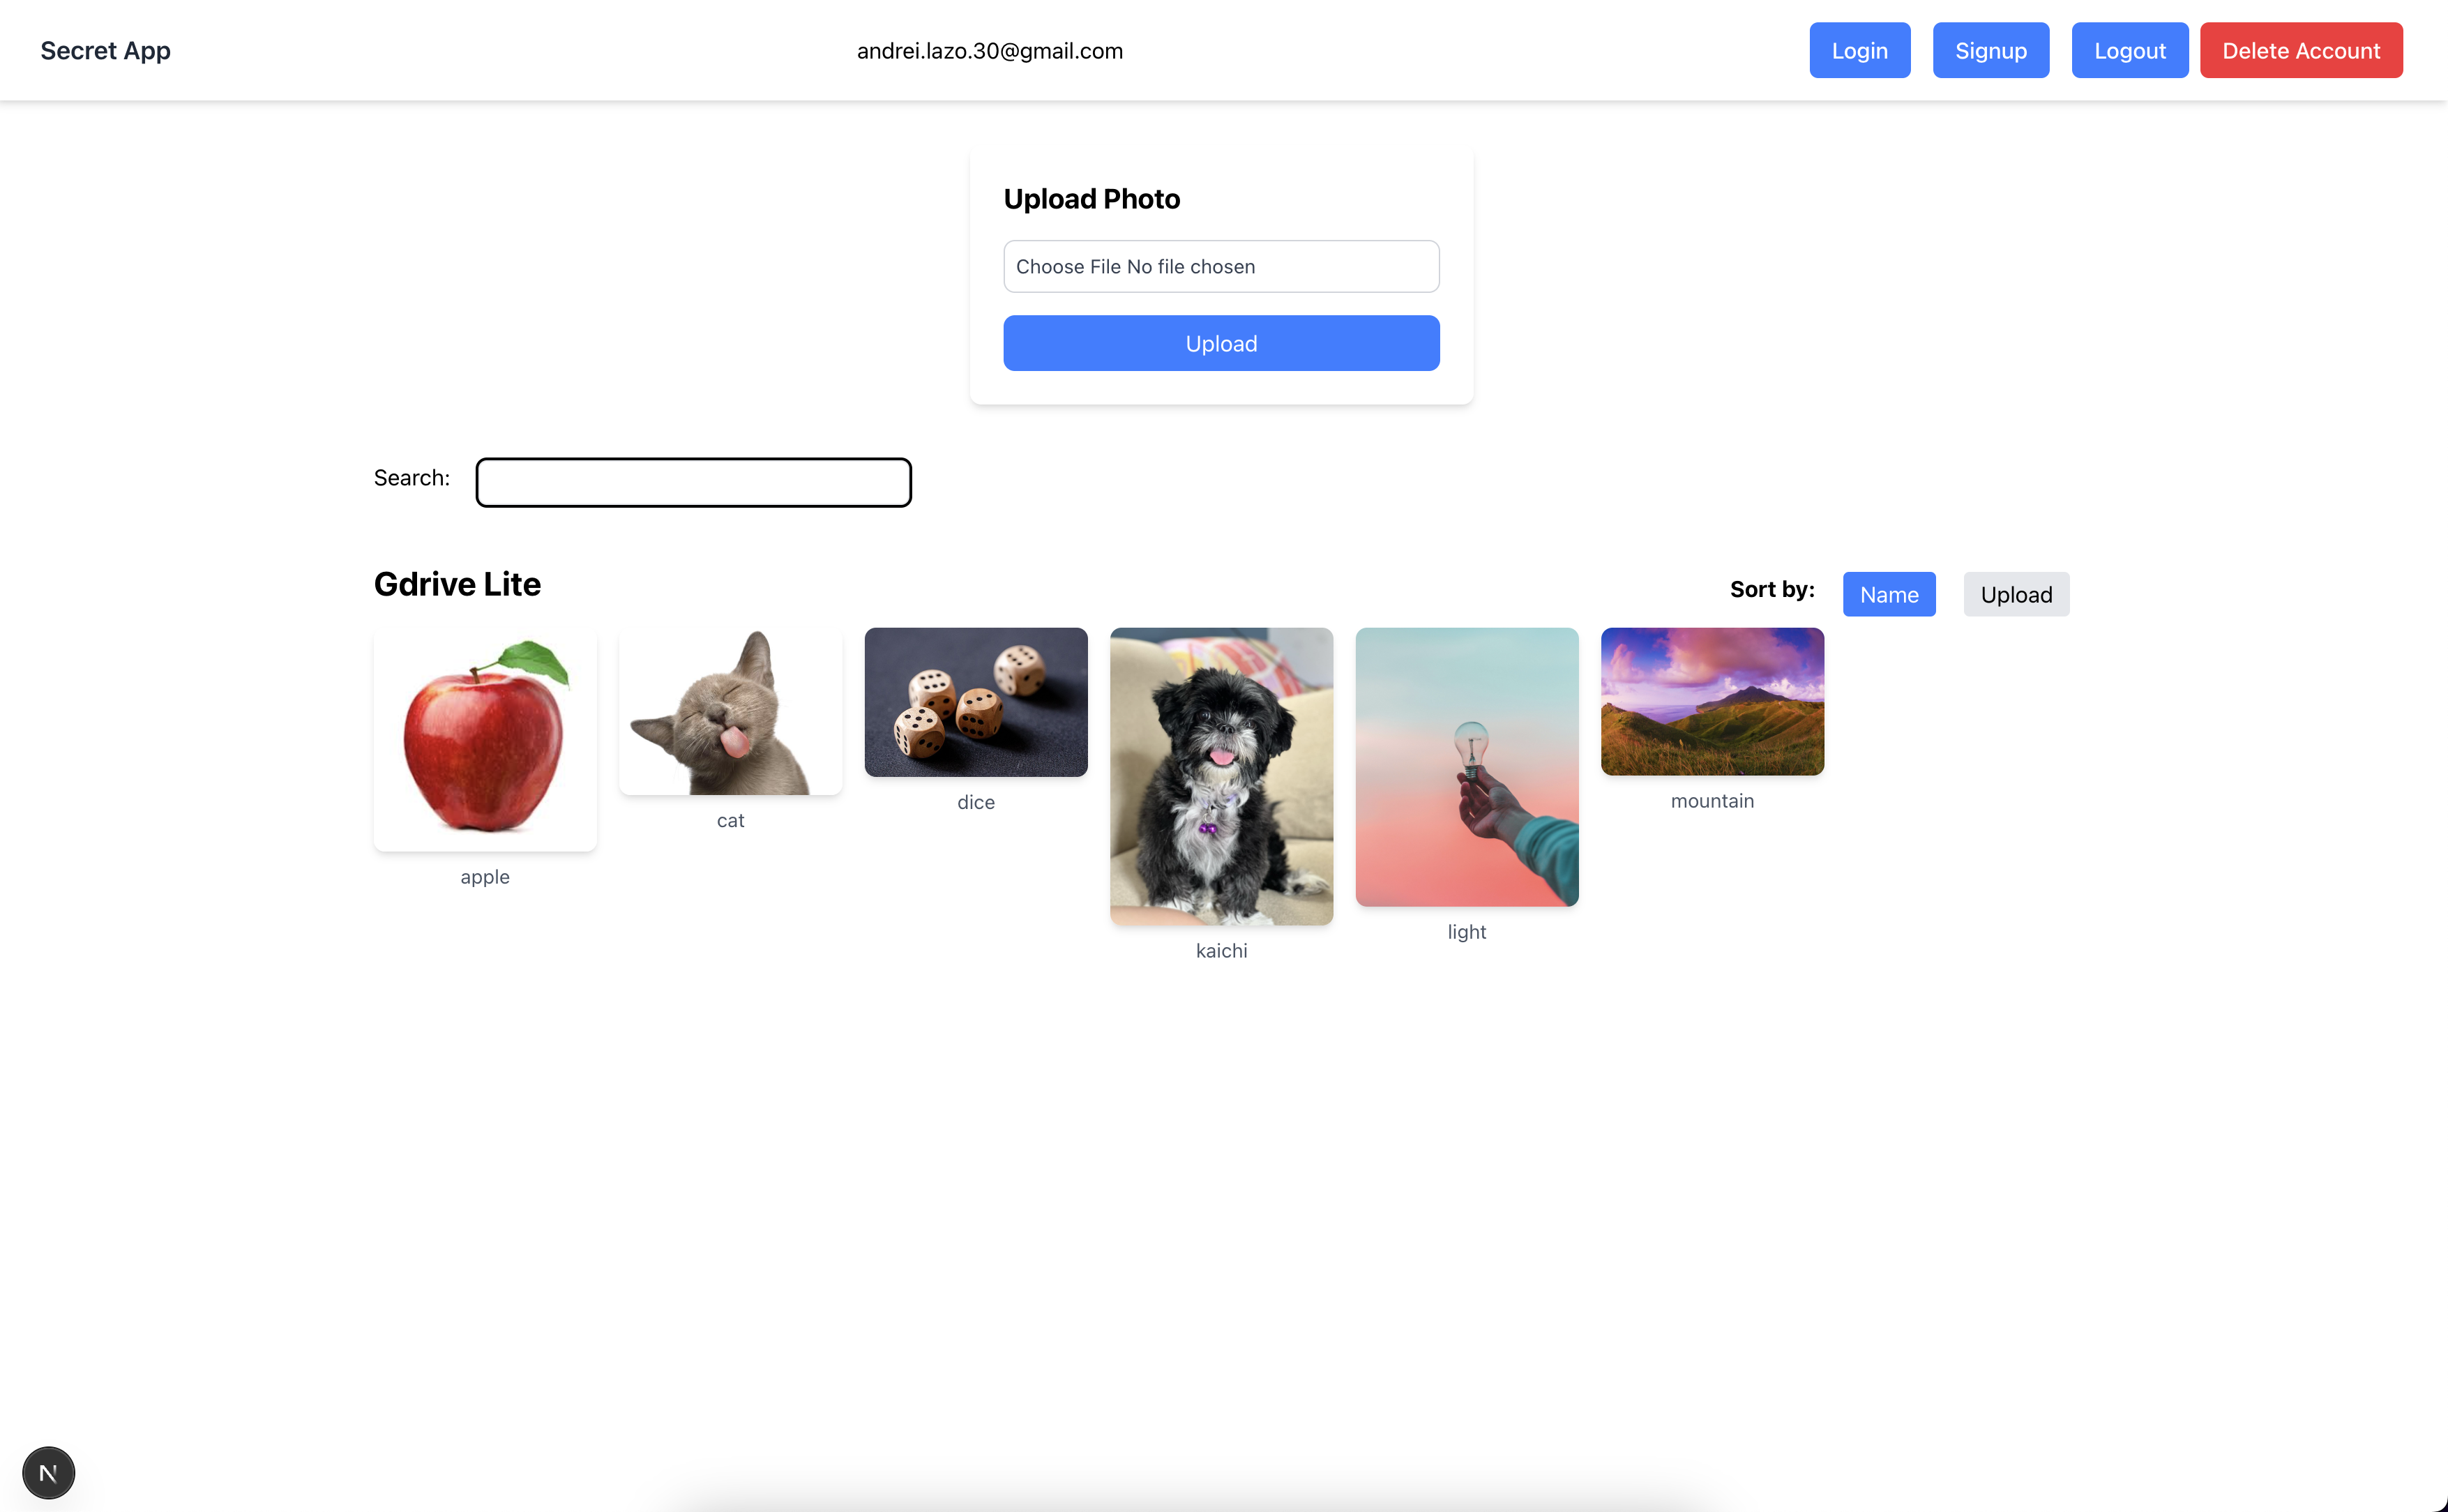 Secret App
andrei.lazo.30@gmail.com
Login
Signup
Logout
Delete Account
Upload Photo
Choose File No file chosen
Upload
Search:
Gdrive Lite
Sort by:
Name
Upload
apple
cat
dice
kaichi
light
mountain
N